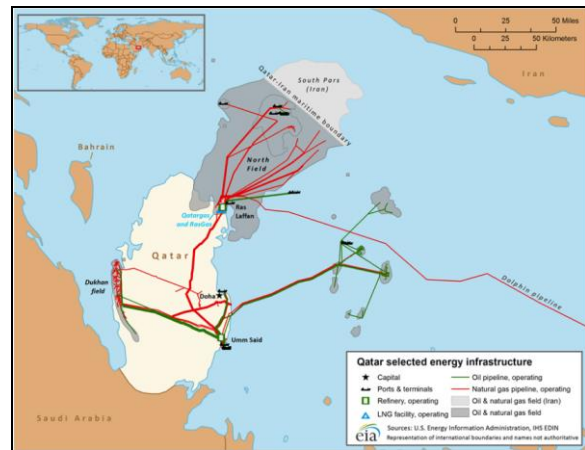 0 50 Miles
0 50 Kilometers
Iran
South Pars
(Iran)
Qatar-Iran maritime boundary
Bahrain
North
Field
Qatargas
and RasGas
Ras
Laffan
Qatar
Dukhan
field
Doha
Dolphin pipeline
Umm Said
Saudi Arabia
Qatar selected energy infrastructure
Capital
Ports & terminals
Refinery, operating
LNG facility, operating
Oil pipeline, operating
Natural gas pipeline, operating
Oil & natural gas field (Iran)
Oil & natural gas field
eia
Sources: U.S. Energy Information Administration, IHS EDIN
Representation of international boundaries and names not authoritative